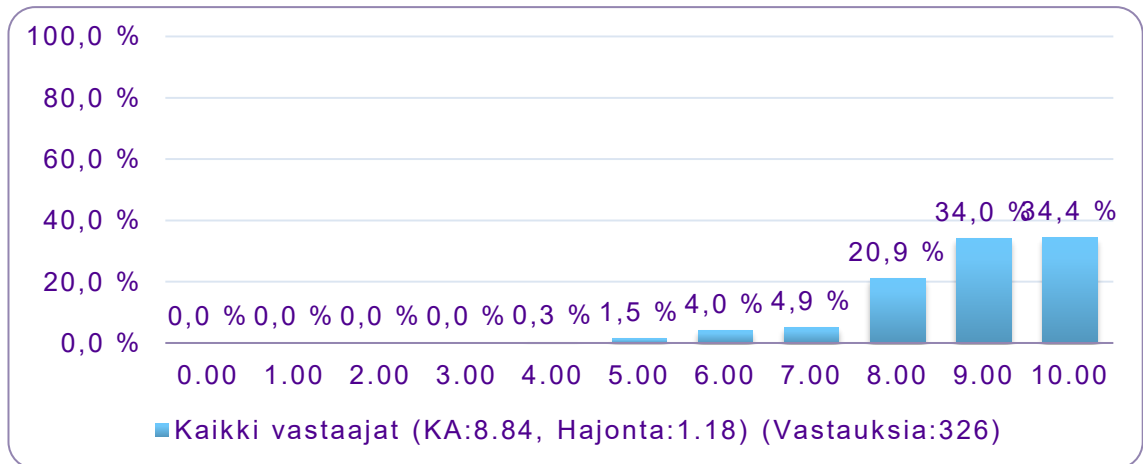 100,0 %
80,0 %
60,0 %
40,0 %
20,0 %
0,0 %
0,0 % 0,0 % 0,0 % 0,0 % 0,3 % 1,5 % 4,0 % 4,9 % 20,9 % 34,0 % 34,4 %
0.00 1.00 2.00 3.00 4.00 5.00 6.00 7.00 8.00 9.00 10.00
Kaikki vastaajat (KA:8.84, Hajonta:1.18) (Vastauksia:326)